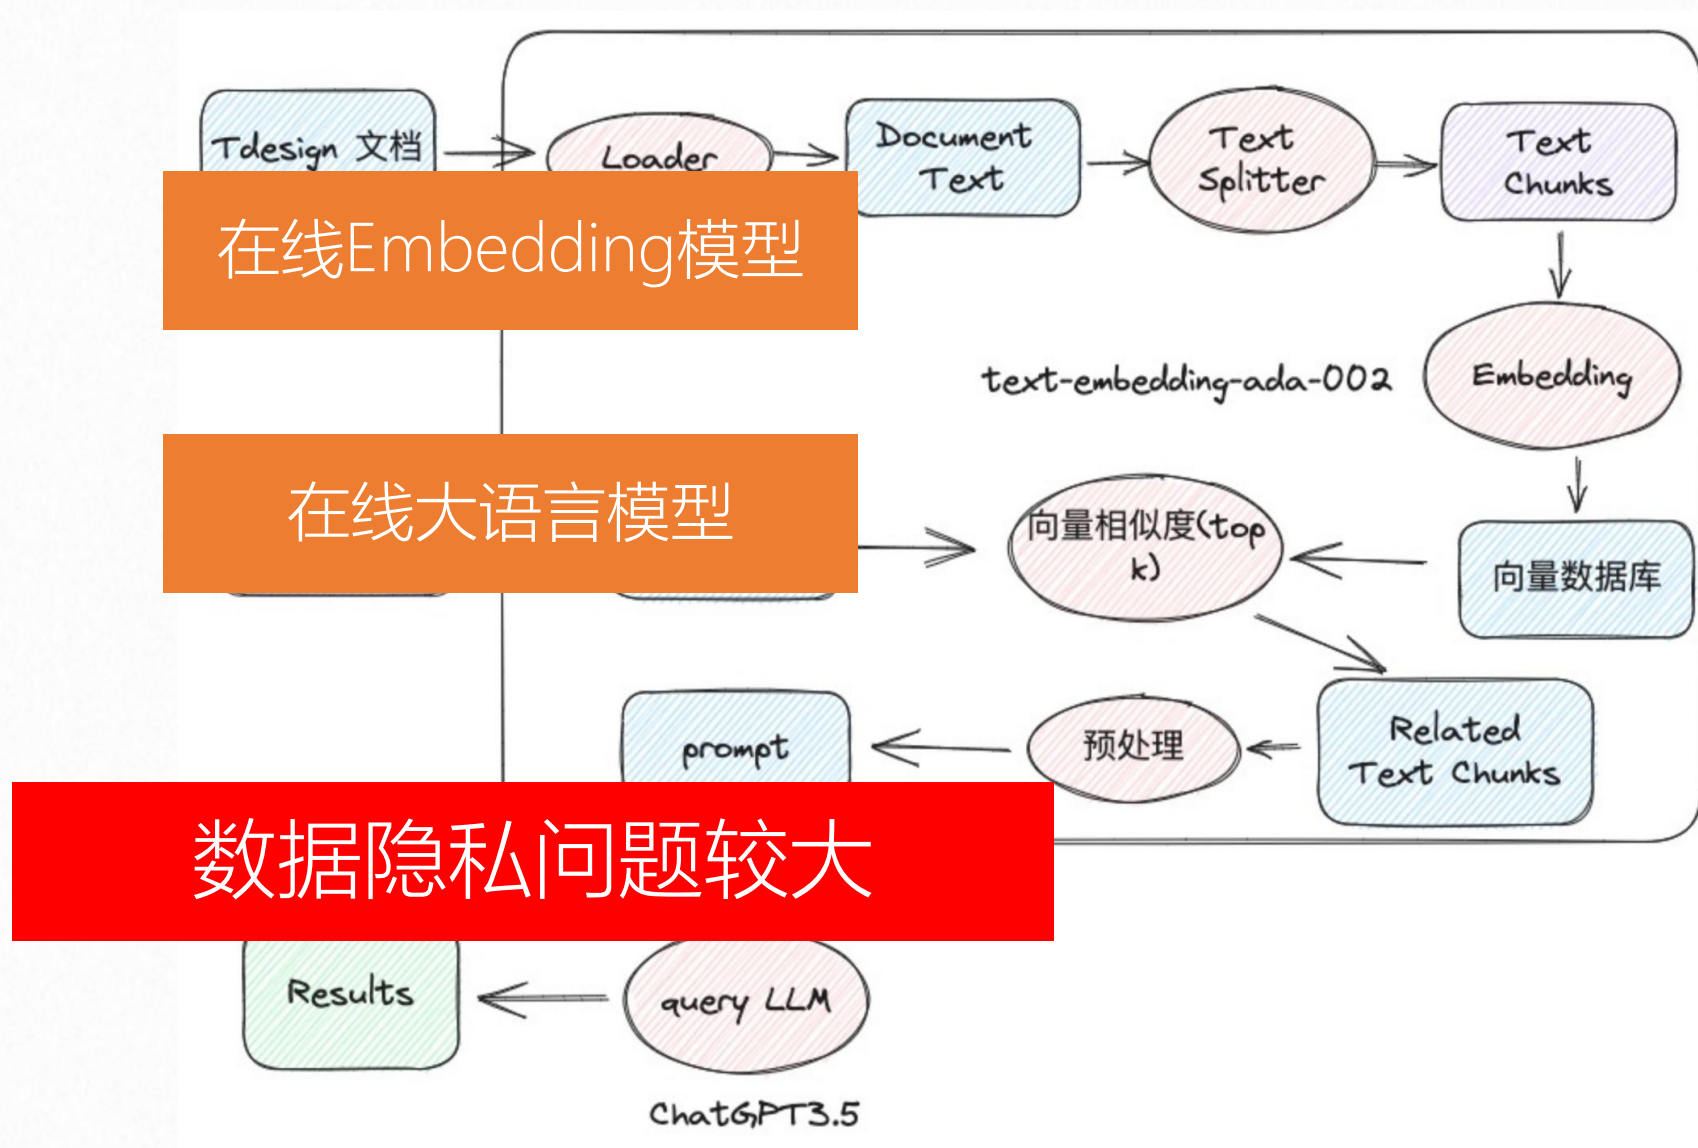 Tdesign 文档
Loader
Document
Text
Text
Splitter
Text
Chunks
在线Embedding模型
text-embedding-ada-002
Embedding
在线大语言模型
向量相似度(top
k)
向量数据库
prompt
预处理
Related
Text Chunks
数据隐私问题较大
Results
query LLM
ChatGPT3.5